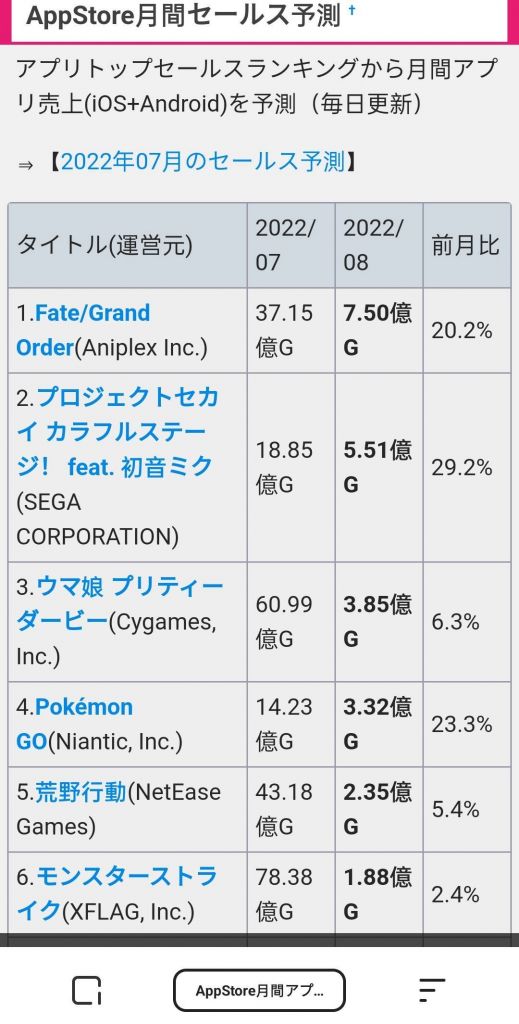 AppStore月間セールス予測 †
アプリトップセールスランキングから月間アプ
リ売上(iOS+Android)を予測（毎日更新）
⇒ 【2022年07月のセールス予測】
タイトル(運営元) 2022/07 2022/08 前月比
1.Fate/Grand
Order(Aniplex Inc.) 37.15億G 7.50億G 20.2%
2.プロジェクトセカ
イ カラフルステー
ジ！ feat. 初音ミク
(SEGA
CORPORATION) 18.85億G 5.51億G 29.2%
3.ウマ娘 プリティー
ダービー(Cygames,
Inc.) 60.99億G 3.85億G 6.3%
4.Pokémon
GO(Niantic, Inc.) 14.23億G 3.32億G 23.3%
5.荒野行動(NetEase
Games) 43.18億G 2.35億G 5.4%
6.モンスターストラ
イク(XFLAG, Inc.) 78.38億G 1.88億G 2.4%
AppStore月間アプ...